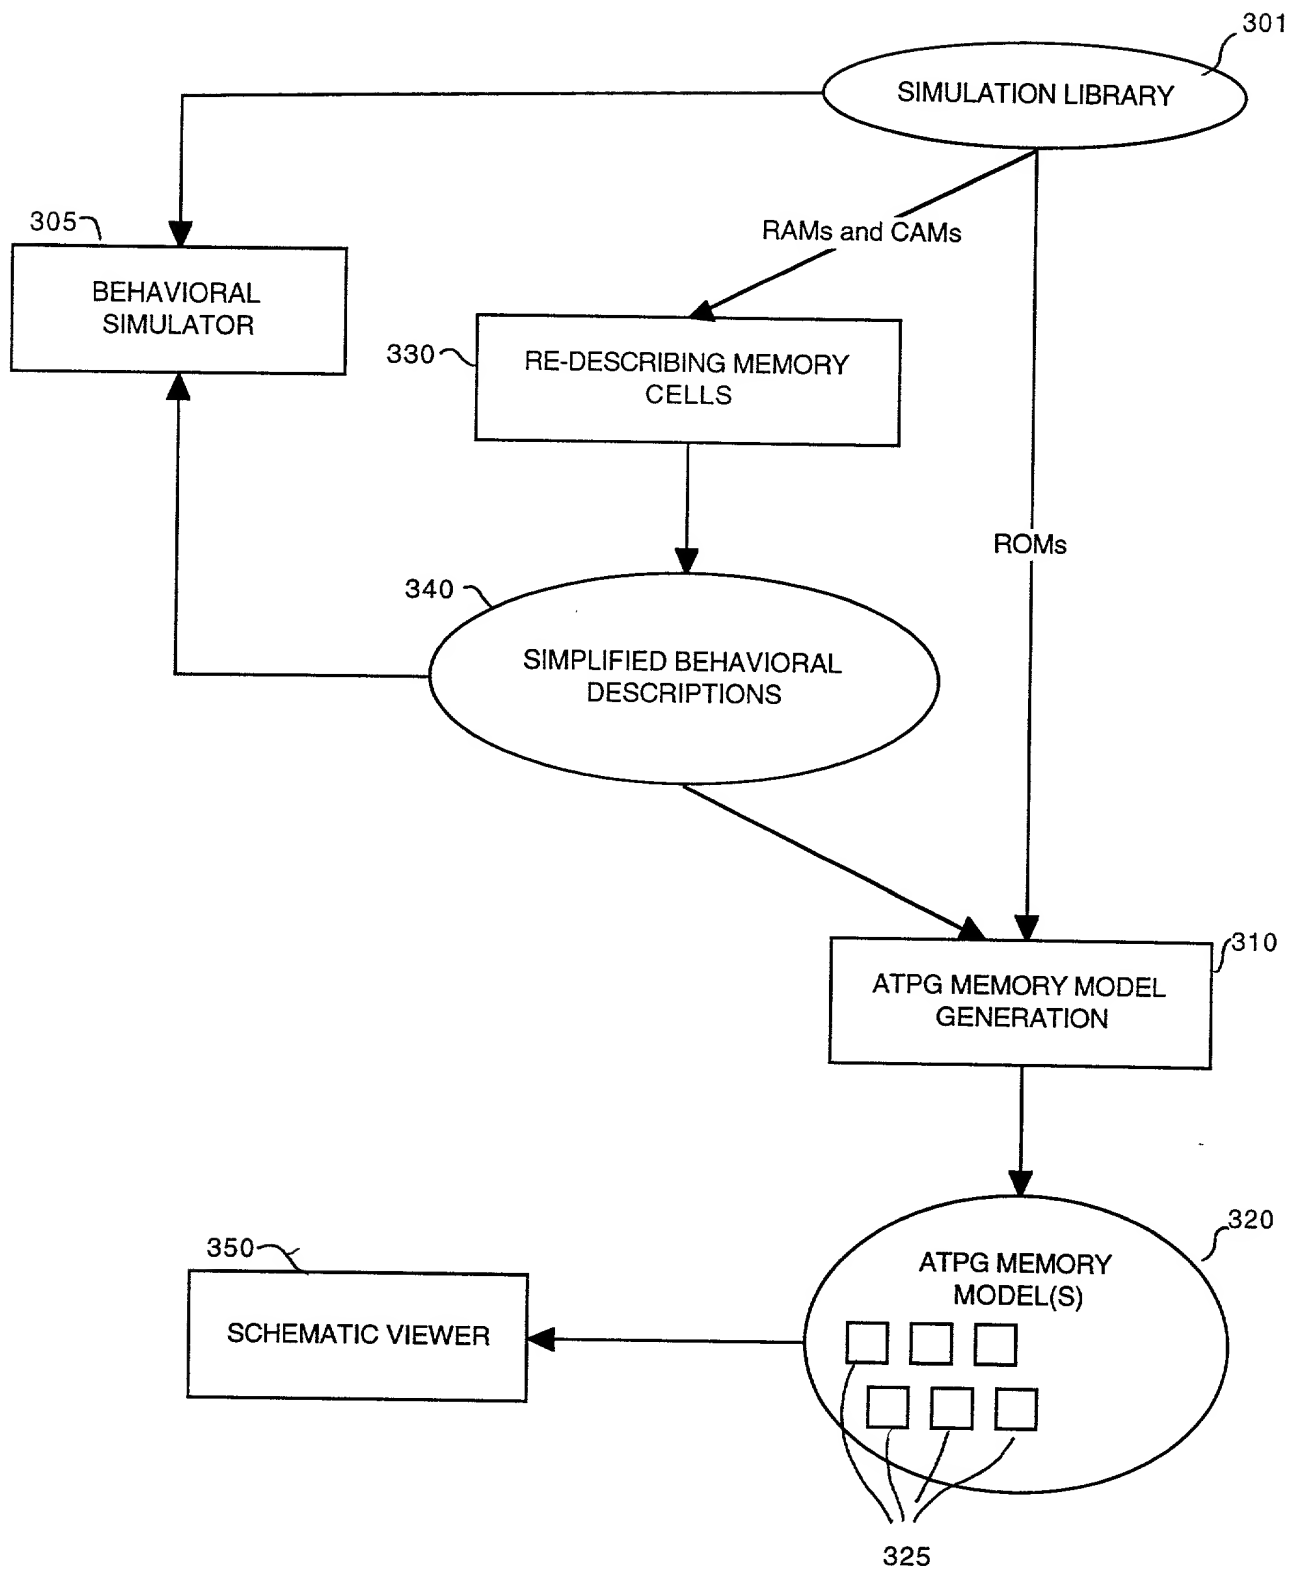 301
SIMULATION LIBRARY
305
RAMs and CAMs
BEHAVIORAL
SIMULATOR
330
RE-DESCRIBING MEMORY
CELLS
ROMs
340
SIMPLIFIED BEHAVIORAL
DESCRIPTIONS
310
ATPG MEMORY MODEL
GENERATION
320
350
ATPG MEMORY
MODEL(S)
SCHEMATIC VIEWER
325